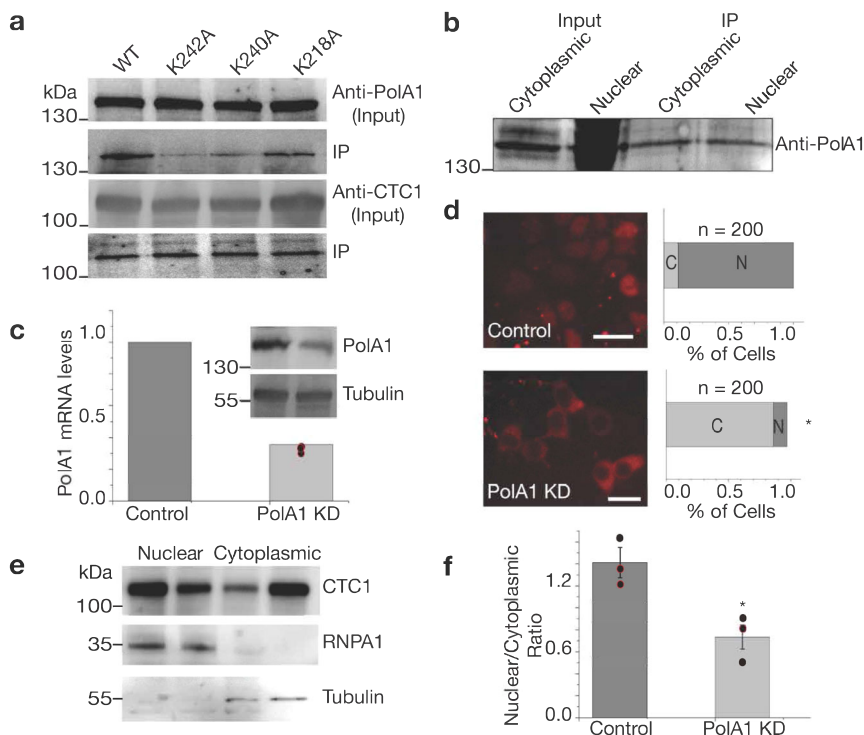 a
WT K242A K240A K218A
kDa
130
Anti-PolA1
(Input)
130
IP
100
Anti-CTC1
(Input)
100
IP
b
Input IP
Cytoplasmic Nuclear Cytoplasmic Nuclear
130
Anti-PolA1
c
PolA1 mRNA levels
1.0
0.5
0.0
Control PolA1 KD
130
PolA1
55
Tubulin
d
Control
n = 200
C N
0.0 0.5 1.0
% of Cells
PolA1 KD
n = 200
C N *
0.0 0.5 1.0
% of Cells
e
Nuclear Cytoplasmic
kDa
100
CTC1
35
RNPA1
55
Tubulin
f
Nuclear/Cytoplasmic
Ratio
1.2
0.6
0.0
*
Control PolA1 KD